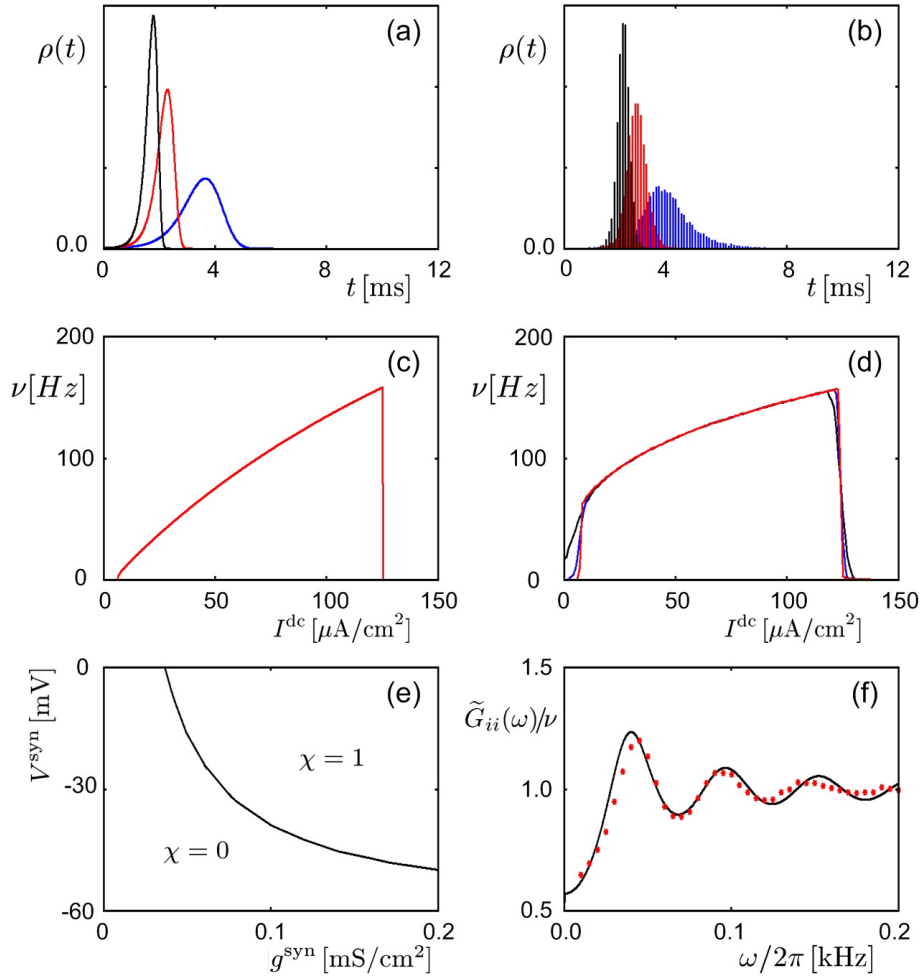 (a)
ρ(t)
0.0
0 4 8 12
t [ms]
(b)
ρ(t)
0.0
0 4 8 12
t [ms]
(c)
200
ν[Hz]
100
0
0 50 100 150
I^dc [μA/cm²]
(d)
200
ν[Hz]
100
0
0 50 100 150
I^dc [μA/cm²]
(e)
0
V^syn [mV]
-30
-60
χ = 1
χ = 0
0 0.1 0.2
g^syn [mS/cm²]
(f)
1.5
G̃_ii(ω)/ν
1.0
0.5
0.0 0.1 0.2
ω/2π [kHz]